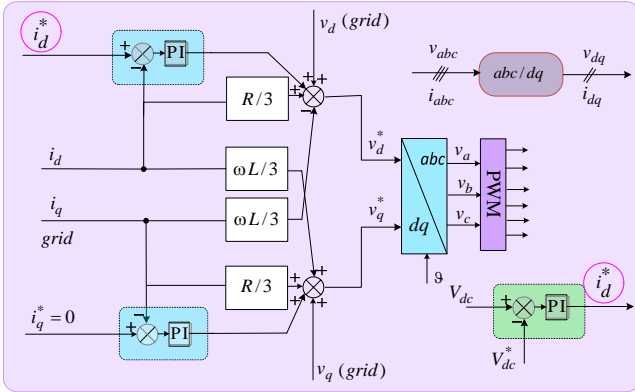 i_d^*
v_d (grid)
PI
R/3
v_abc
i_abc
abc/dq
v_dq
i_dq
i_d
ωL/3
v_d^*
abc
dq
v_a
v_b
v_c
PWM
i_q
grid
ωL/3
v_q^*
ϑ
R/3
i_q^* = 0
PI
v_q (grid)
V_dc
PI
i_d^*
V_dc^*